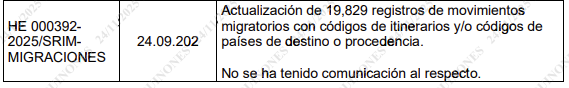 HE 000392-
2025/SRIM-
MIGRACIONES
24.09.202
Actualización de 19,829 registros de movimientos
migratorios con códigos de itinerarios y/o códigos de
países de destino o procedencia.
No se ha tenido comunicación al respecto.